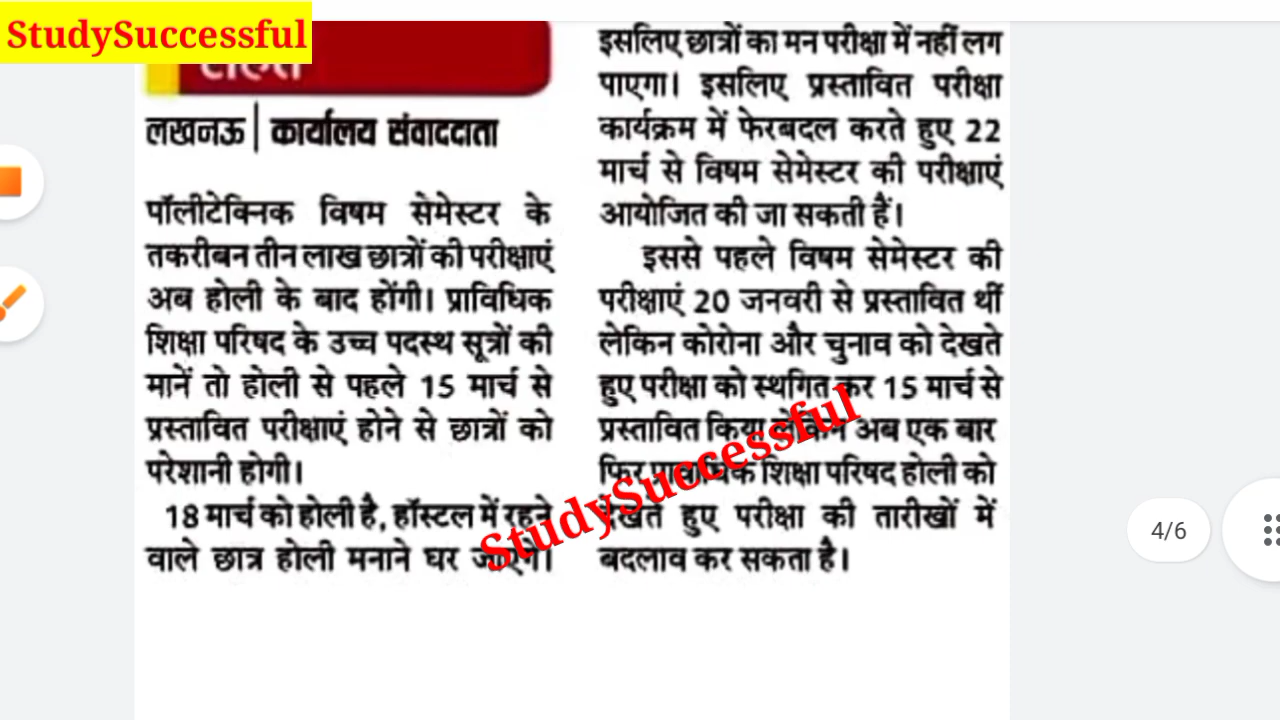 StudySuccessful
राहत
लखनऊ | कार्यालय संवाददाता
पॉलीटेक्निक विषम सेमेस्टर के
तकरीबन तीन लाख छात्रों की परीक्षाएं
अब होली के बाद होंगी। प्राविधिक
शिक्षा परिषद के उच्च पदस्थ सूत्रों की
मानें तो होली से पहले 15 मार्च से
प्रस्तावित परीक्षाएं होने से छात्रों को
परेशानी होगी।
18 मार्च को होली है, हॉस्टल में रहने
वाले छात्र होली मनाने घर जाएंगे।
इसलिए छात्रों का मन परीक्षा में नहीं लग
पाएगा। इसलिए प्रस्तावित परीक्षा
कार्यक्रम में फेरबदल करते हुए 22
मार्च से विषम सेमेस्टर की परीक्षाएं
आयोजित की जा सकती हैं।
इससे पहले विषम सेमेस्टर की
परीक्षाएं 20 जनवरी से प्रस्तावित थीं
लेकिन कोरोना और चुनाव को देखते
हुए परीक्षा को स्थगित कर 15 मार्च से
प्रस्तावित किया लेकिन अब एक बार
फिर प्राविधिक शिक्षा परिषद होली को
देखते हुए परीक्षा की तारीखों में
बदलाव कर सकता है।
StudySuccessful
4/6